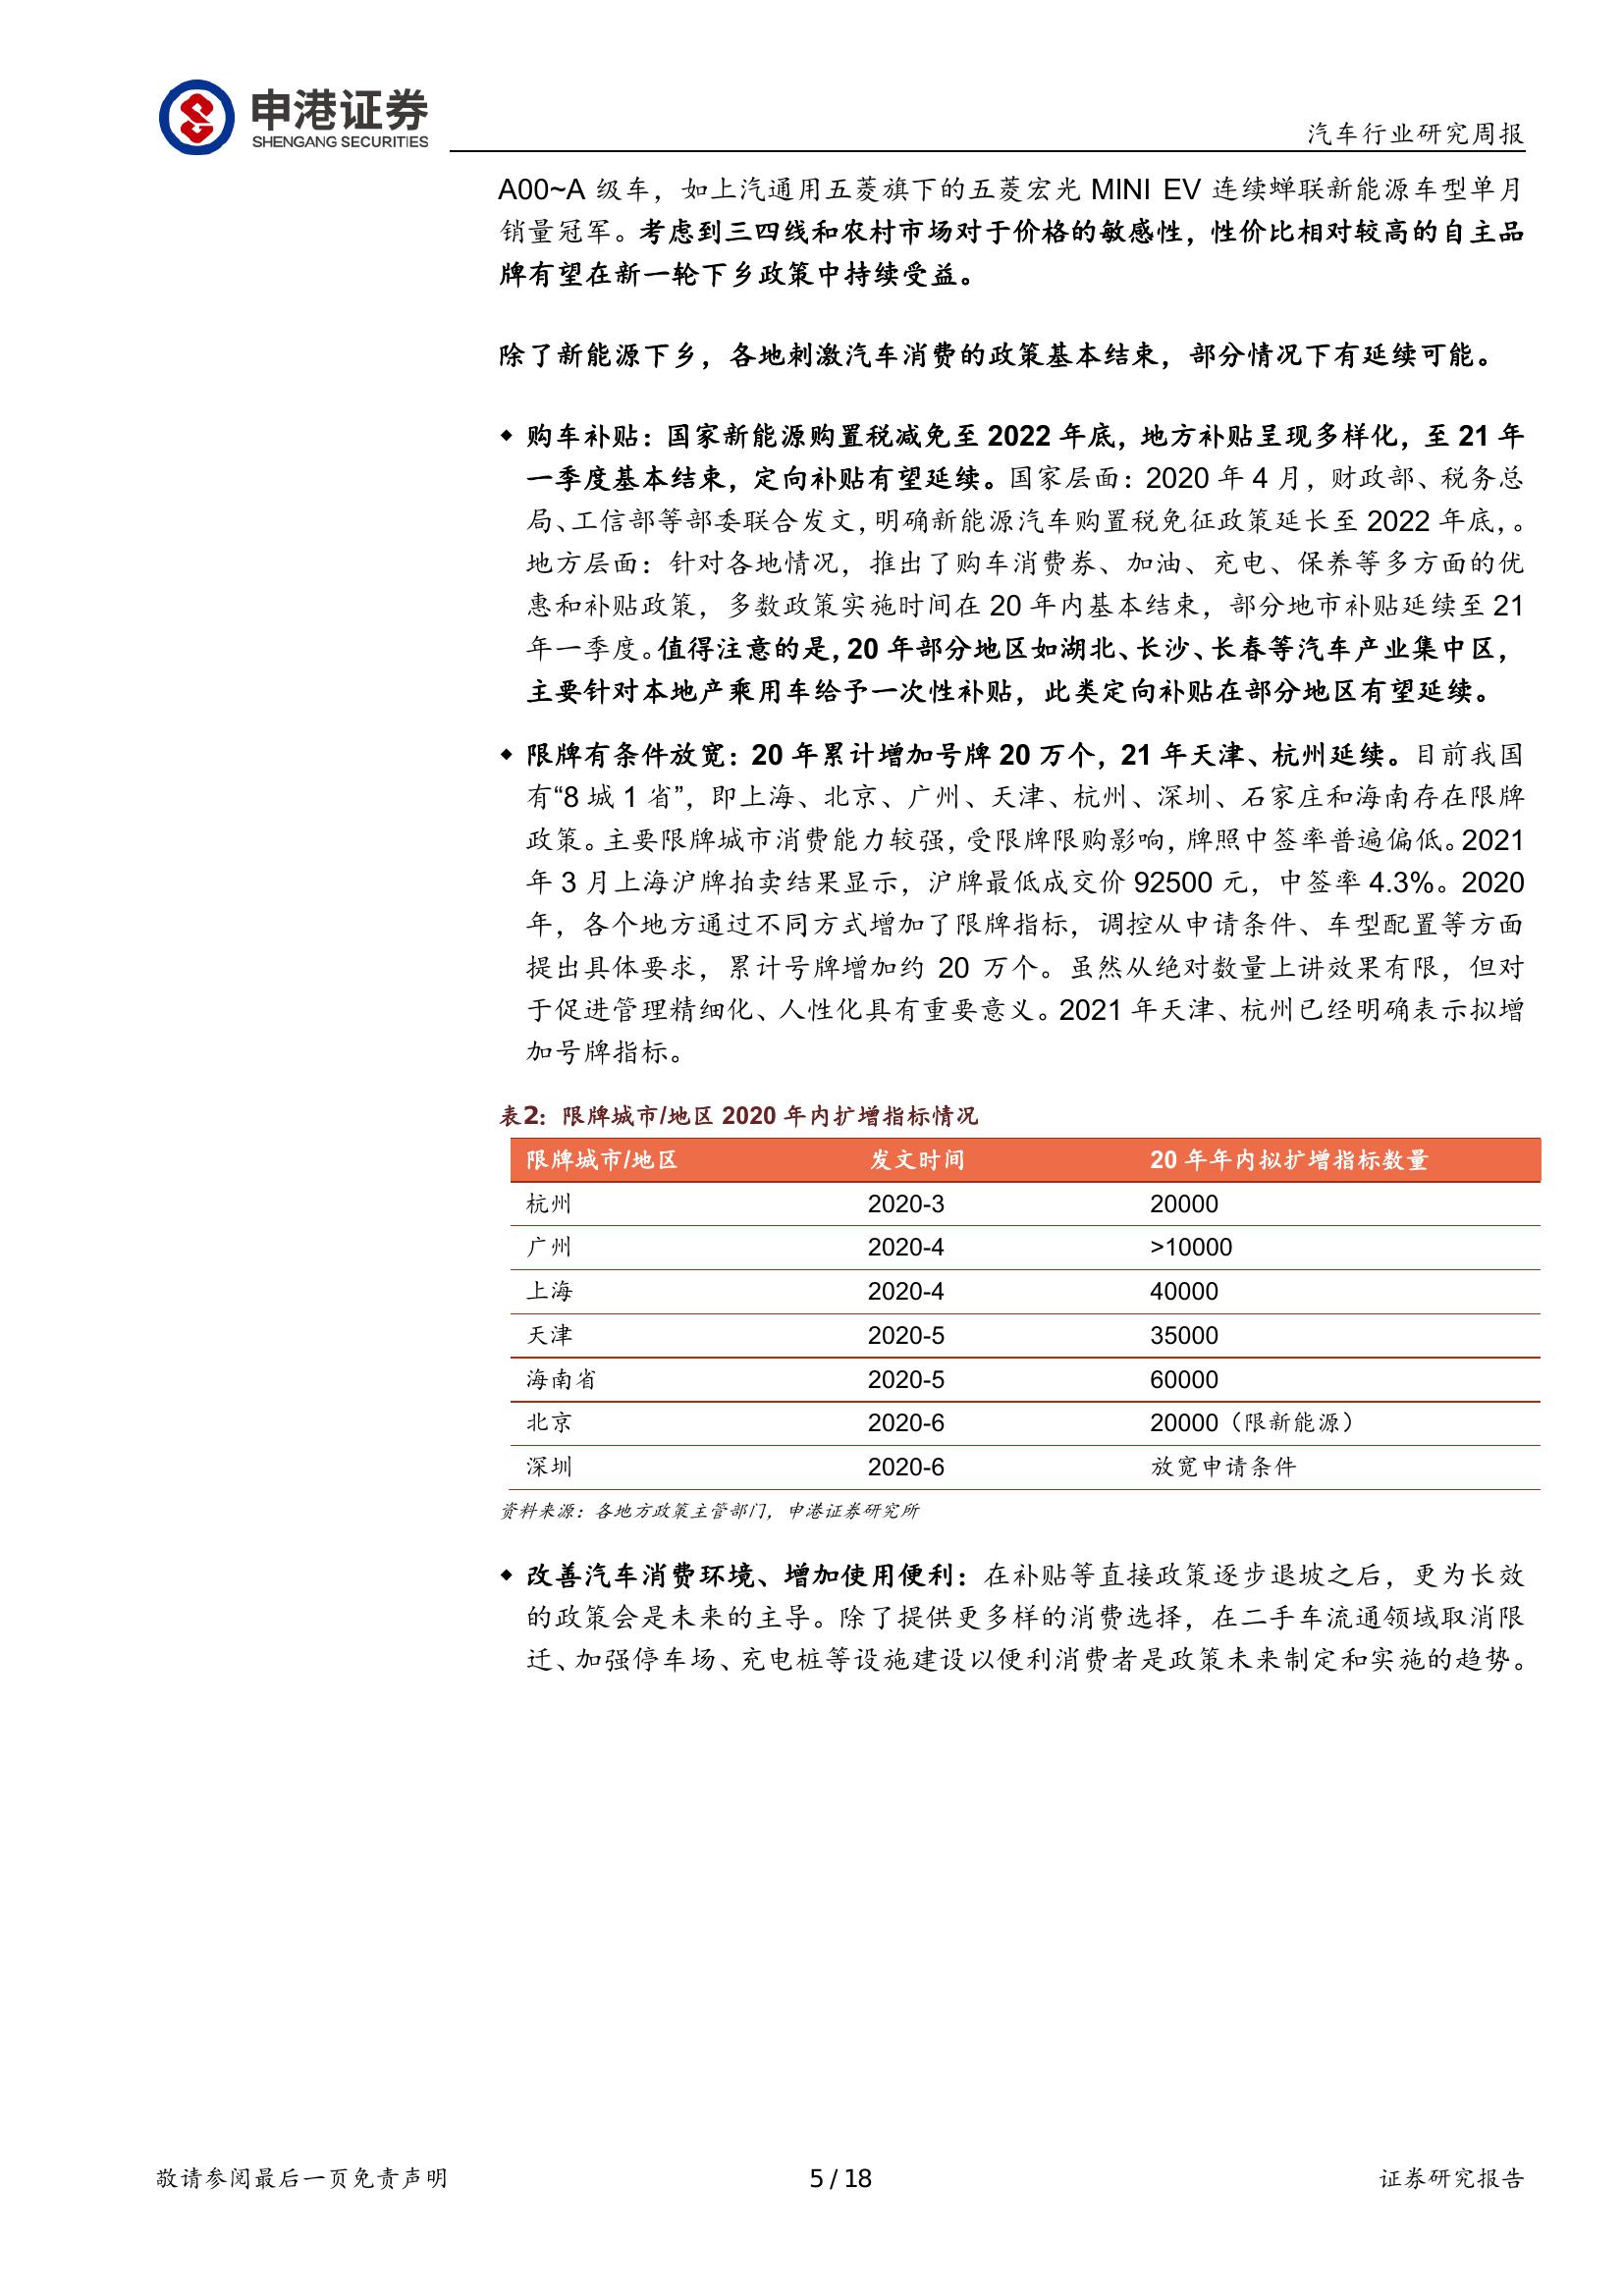 申港证券
SHENGANG SECURITIES
汽车行业研究周报
A00~A 级车，如上汽通用五菱旗下的五菱宏光 MINI EV 连续蝉联新能源车型单月
销量冠军。考虑到三四线和农村市场对于价格的敏感性，性价比相对较高的自主品
牌有望在新一轮下乡政策中持续受益。
除了新能源下乡，各地刺激汽车消费的政策基本结束，部分情况下有延续可能。
◆ 购车补贴：国家新能源购置税减免至 2022 年底，地方补贴呈现多样化，至 21 年
一季度基本结束，定向补贴有望延续。国家层面：2020 年 4 月，财政部、税务总
局、工信部等部委联合发文，明确新能源汽车购置税免征政策延长至 2022 年底，。
地方层面：针对各地情况，推出了购车消费券、加油、充电、保养等多方面的优
惠和补贴政策，多数政策实施时间在 20 年内基本结束，部分地市补贴延续至 21
年一季度。值得注意的是，20 年部分地区如湖北、长沙、长春等汽车产业集中区，
主要针对本地产乘用车给予一次性补贴，此类定向补贴在部分地区有望延续。
◆ 限牌有条件放宽：20 年累计增加号牌 20 万个，21 年天津、杭州延续。目前我国
有“8 城 1 省”，即上海、北京、广州、天津、杭州、深圳、石家庄和海南存在限牌
政策。主要限牌城市消费能力较强，受限牌限购影响，牌照中签率普遍偏低。2021
年 3 月上海沪牌拍卖结果显示，沪牌最低成交价 92500 元，中签率 4.3%。2020
年，各个地方通过不同方式增加了限牌指标，调控从申请条件、车型配置等方面
提出具体要求，累计号牌增加约 20 万个。虽然从绝对数量上讲效果有限，但对
于促进管理精细化、人性化具有重要意义。2021 年天津、杭州已经明确表示拟增
加号牌指标。
表2：限牌城市/地区 2020 年内扩增指标情况
限牌城市/地区 发文时间 20 年年内拟扩增指标数量
杭州 2020-3 20000
广州 2020-4 >10000
上海 2020-4 40000
天津 2020-5 35000
海南省 2020-5 60000
北京 2020-6 20000（限新能源）
深圳 2020-6 放宽申请条件
资料来源：各地方政策主管部门，申港证券研究所
◆ 改善汽车消费环境、增加使用便利：在补贴等直接政策逐步退坡之后，更为长效
的政策会是未来的主导。除了提供更多样的消费选择，在二手车流通领域取消限
迁、加强停车场、充电桩等设施建设以便利消费者是政策未来制定和实施的趋势。
敬请参阅最后一页免责声明 5 / 18 证券研究报告